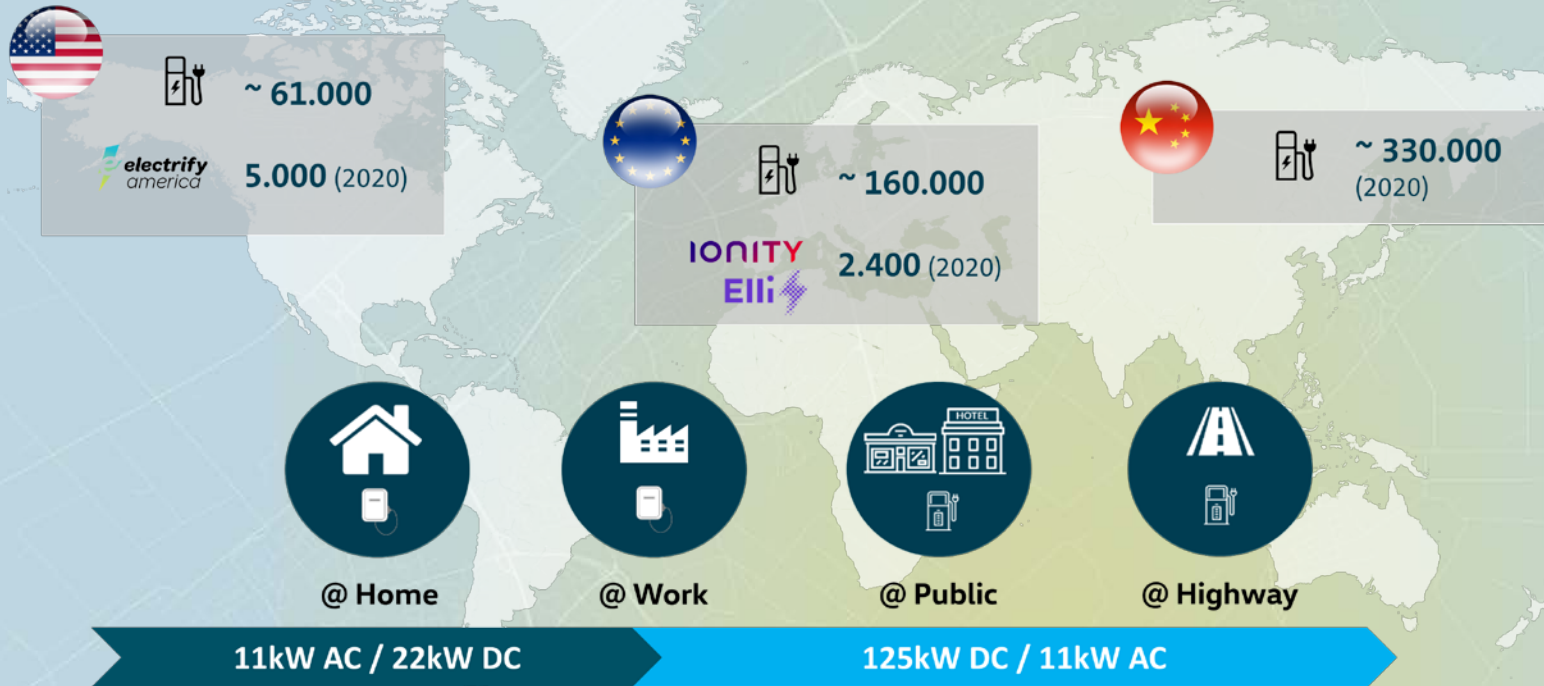 ~ 61.000
electrify
america
5.000 (2020)
~ 160.000
IONITY
Elli
2.400 (2020)
~ 330.000
(2020)
HOTEL
@ Home
@ Work
@ Public
@ Highway
11kW AC / 22kW DC
125kW DC / 11kW AC